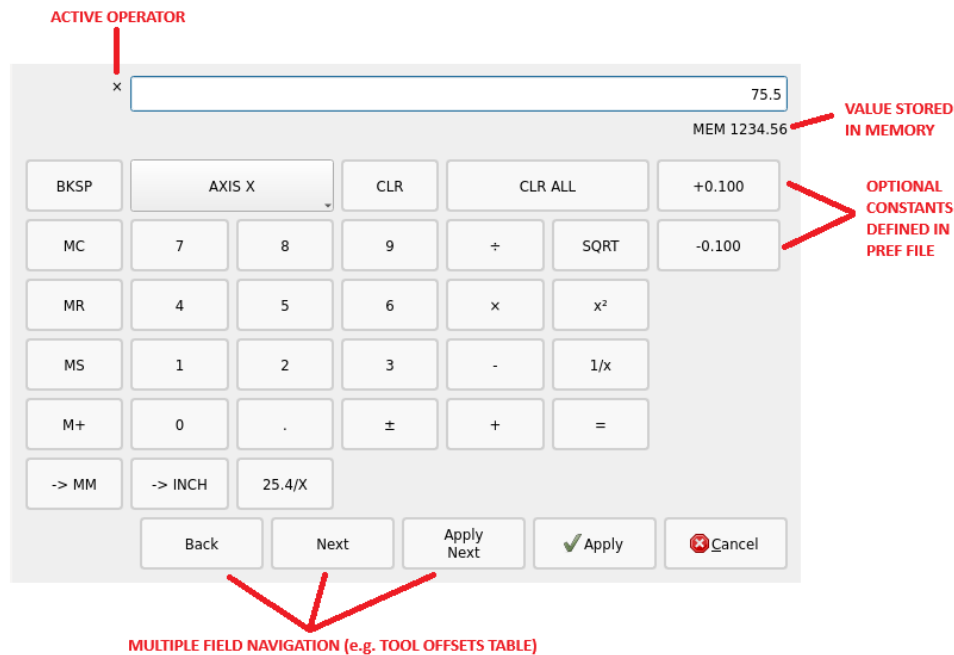 ACTIVE OPERATOR
×
75.5
MEM 1234.56
VALUE STORED
IN MEMORY
BKSP
AXIS X
CLR
CLR ALL
+0.100
OPTIONAL
CONSTANTS
DEFINED IN
PREF FILE
MC
7
8
9
÷
SQRT
-0.100
MR
4
5
6
×
x²
MS
1
2
3
-
1/x
M+
0
.
±
+
=
-> MM
-> INCH
25.4/X
Back
Next
Apply
Next
Apply
Cancel
MULTIPLE FIELD NAVIGATION (e.g. TOOL OFFSETS TABLE)